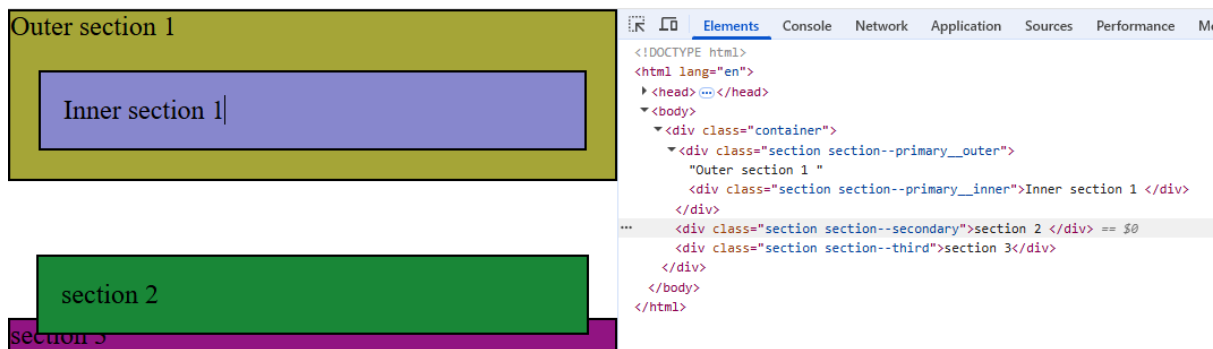 Outer section 1
Inner section 1
section 2
section 3
Elements Console Network Application Sources Performance
<!DOCTYPE html>
<html lang="en">
<head> ⋯ </head>
<body>
<div class="container">
<div class="section section--primary__outer">
"Outer section 1 "
<div class="section section--primary__inner">Inner section 1 </div>
</div>
<div class="section section--secondary">section 2 </div> == $0
<div class="section section--third">section 3</div>
</div>
</body>
</html>